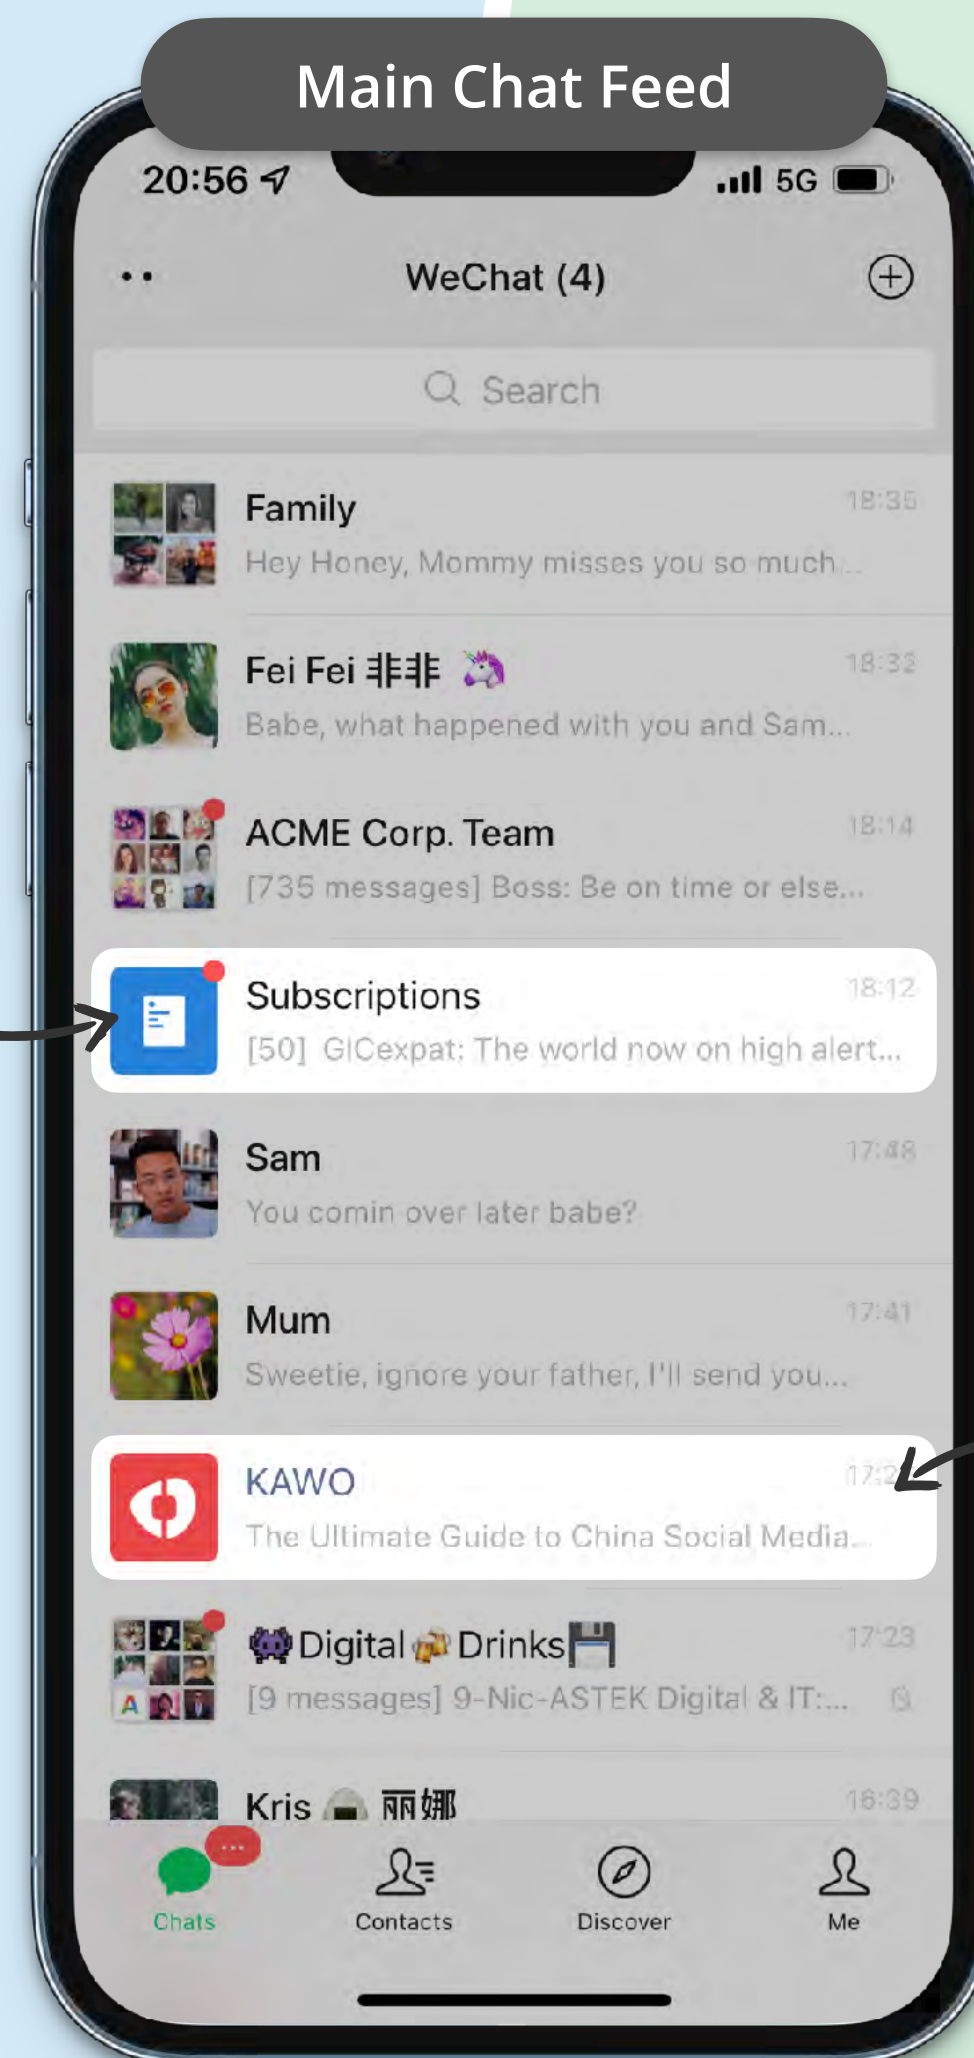 Main Chat Feed
20:56
5G
WeChat (4)
Search
Family
18:35
Hey Honey, Mommy misses you so much...
Fei Fei 非非 🦄
18:32
Babe, what happened with you and Sam...
ACME Corp. Team
18:14
[735 messages] Boss: Be on time or else...
Subscriptions
18:12
[50] GICexpat: The world now on high alert...
Sam
17:48
You comin over later babe?
Mum
17:41
Sweetie, ignore your father, I'll send you...
KAWO
The Ultimate Guide to China Social Media...
👾Digital🍻Drinks💾
17:23
[9 messages] 9-Nic-ASTEK Digital & IT:...
Kris 🍙 丽娜
16:39
Chats
Contacts
Discover
Me